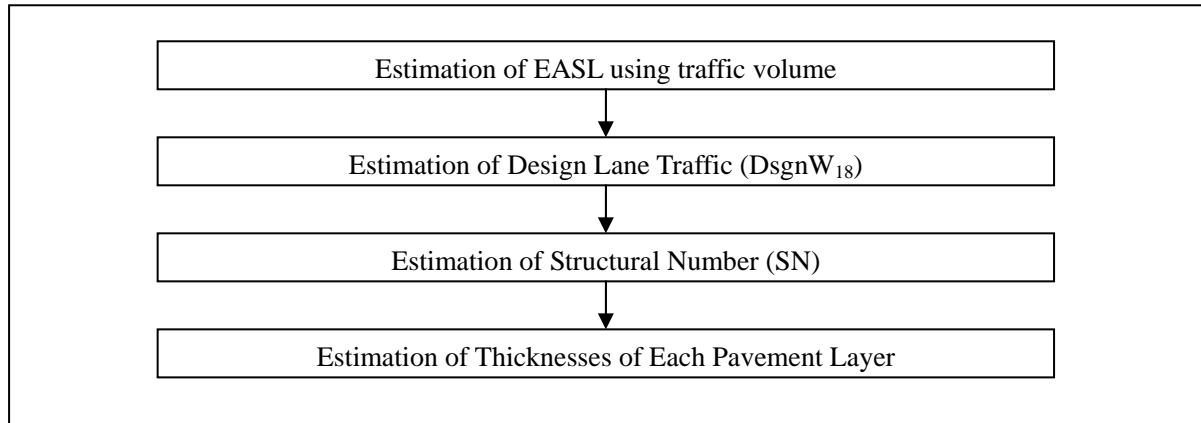 Estimation of EASL using traffic volume
Estimation of Design Lane Traffic (DsgnW₁₈)
Estimation of Structural Number (SN)
Estimation of Thicknesses of Each Pavement Layer